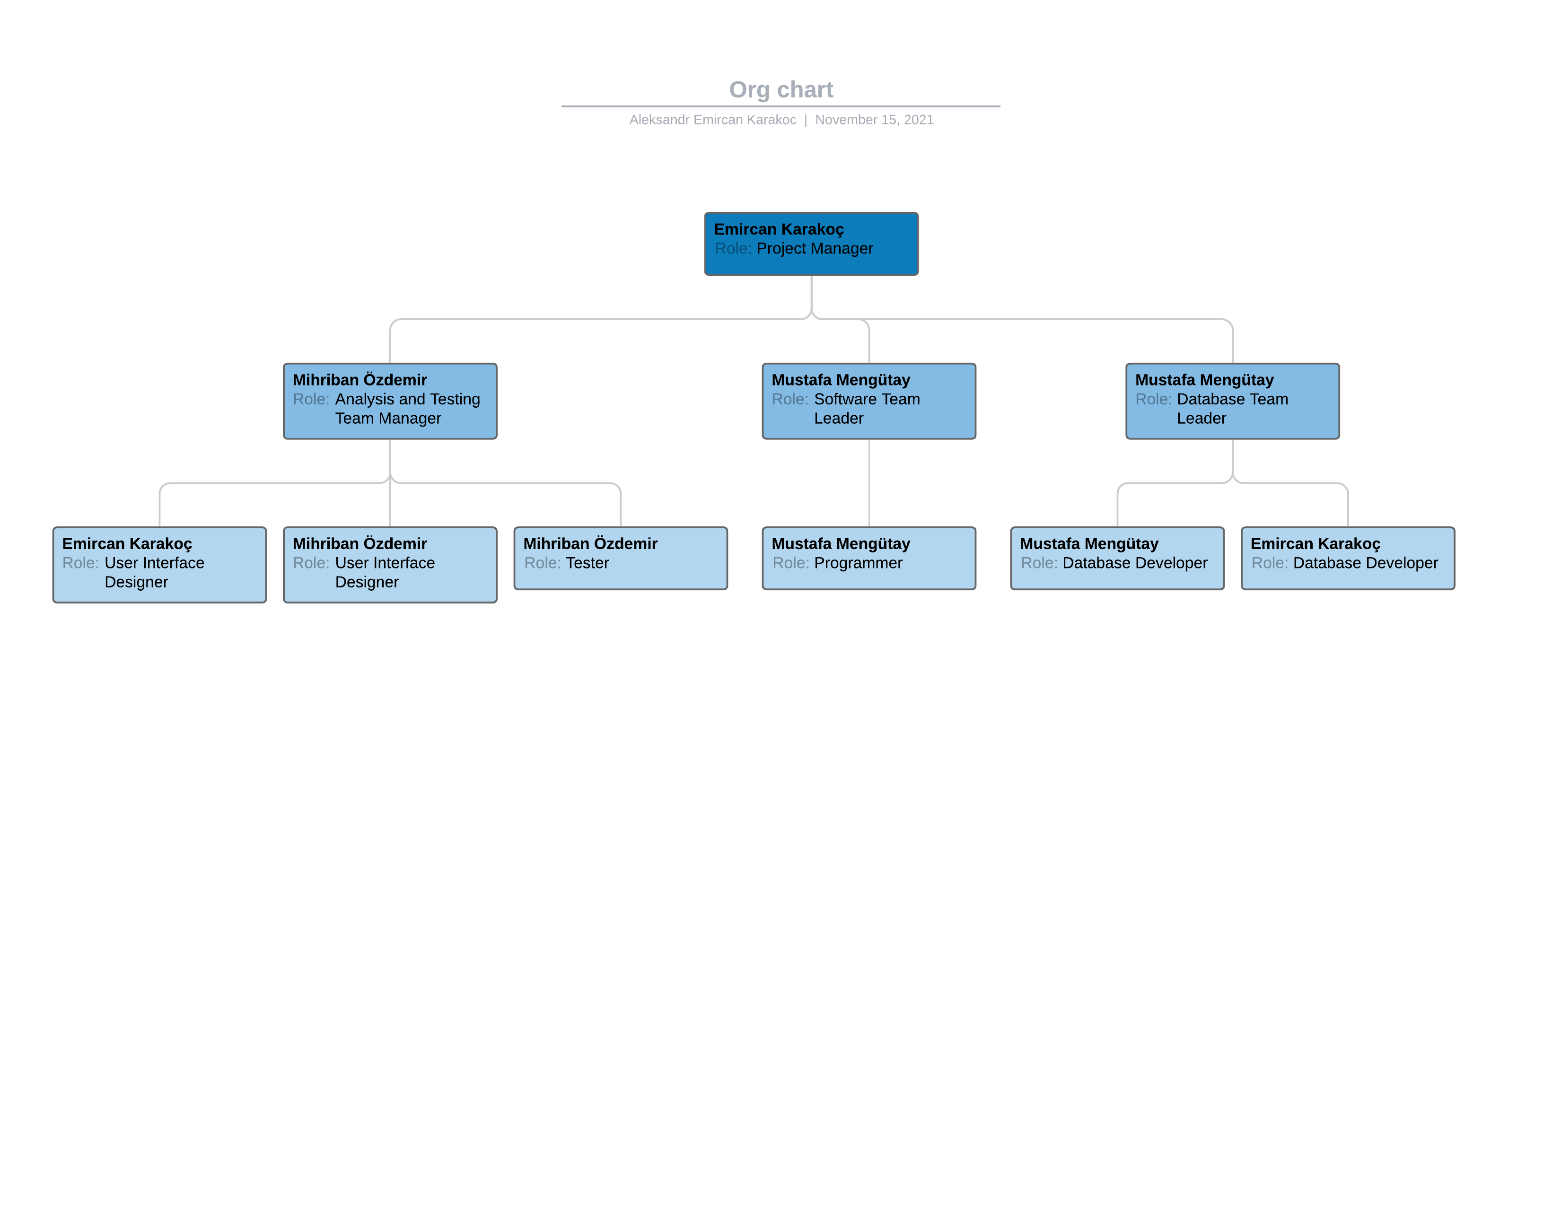 Org chart
Aleksandr Emircan Karakoc | November 15, 2021
Emircan Karakoç
Role: Project Manager
Mihriban Özdemir
Role: Analysis and Testing
Team Manager
Mustafa Mengütay
Role: Software Team
Leader
Mustafa Mengütay
Role: Database Team
Leader
Emircan Karakoç
Role: User Interface
Designer
Mihriban Özdemir
Role: User Interface
Designer
Mihriban Özdemir
Role: Tester
Mustafa Mengütay
Role: Programmer
Mustafa Mengütay
Role: Database Developer
Emircan Karakoç
Role: Database Developer